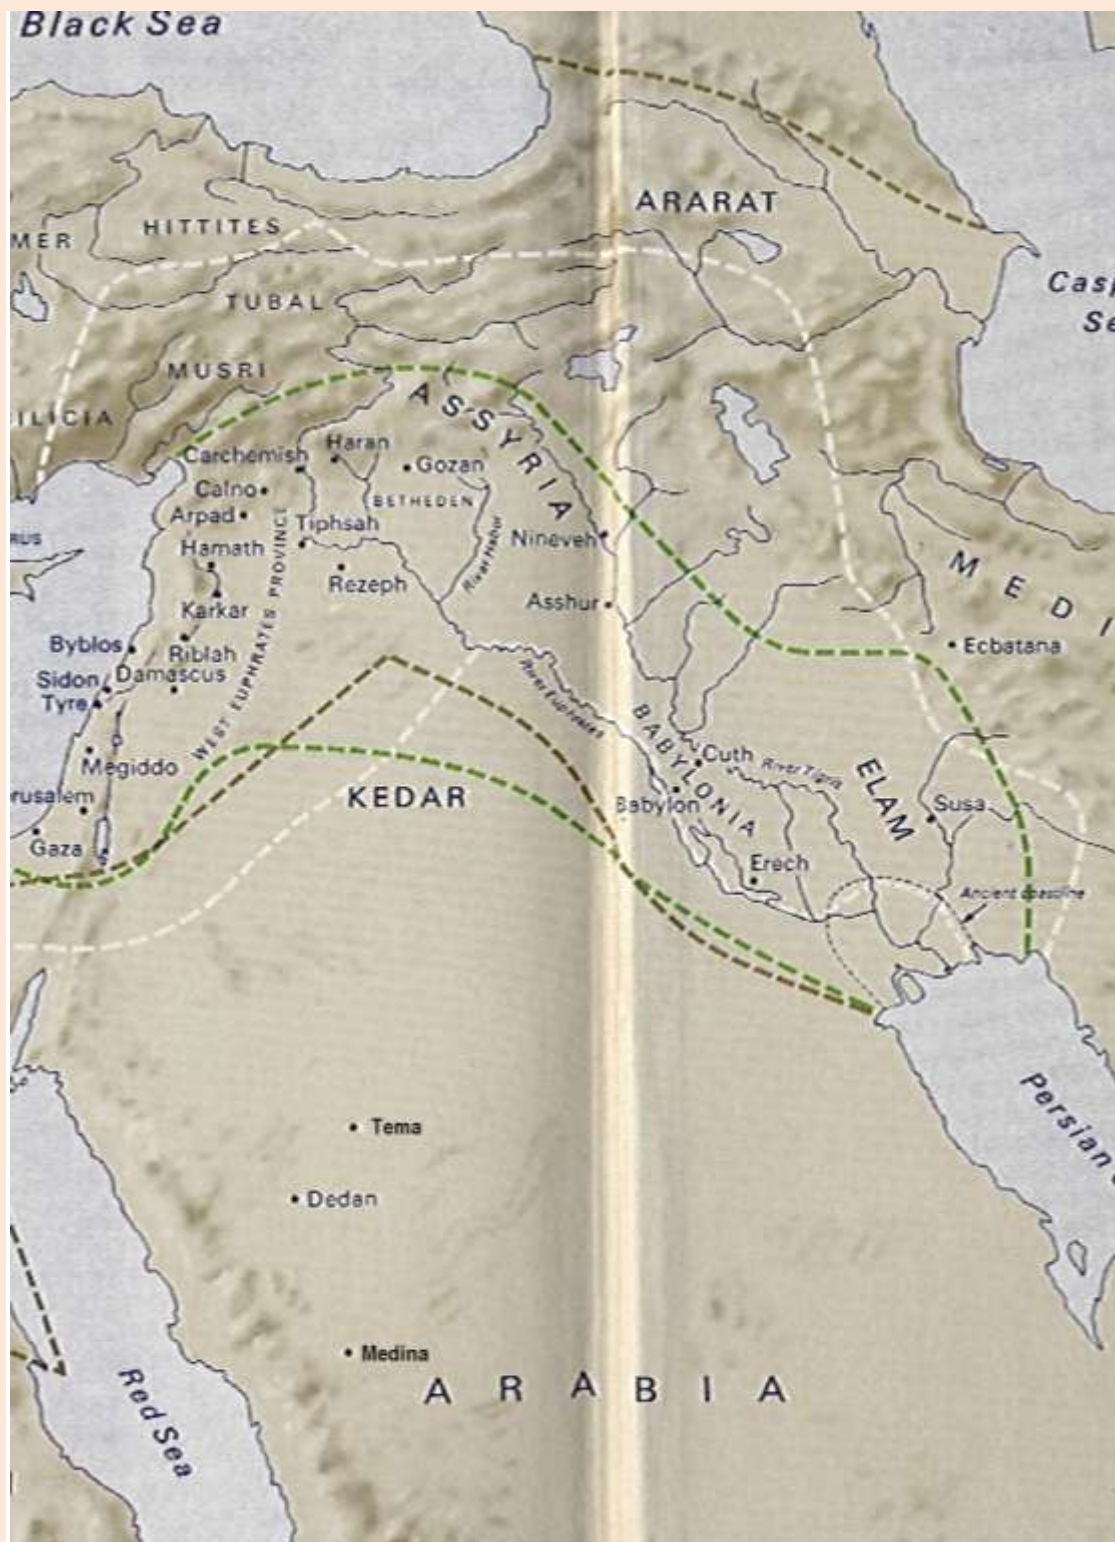 Black Sea
ARARAT
HITTITES
MER
Casp
Se
TUBAL
MUSRI
ILICIA
ASSYRIA
Haran
Carchemish
Gozan
Calno
BETHEDEN
Arpad
Tiphsah
RUS
Nineveh
Hamath
River Habor
MEDI
Rezeph
Asshur
Karkar
WEST EUPHRATES PROVINCE
Byblos
Riblah
Ecbatana
Sidon
Damascus
Tyre
River Euphrates
BABYLONIA
Cuth
River Tigris
ELAM
Megiddo
KEDAR
Babylon
Susa
rusalem
Gaza
Erech
Ancient coastline
Persian
Tema
Dedan
Medina
ARABIA
Red Sea